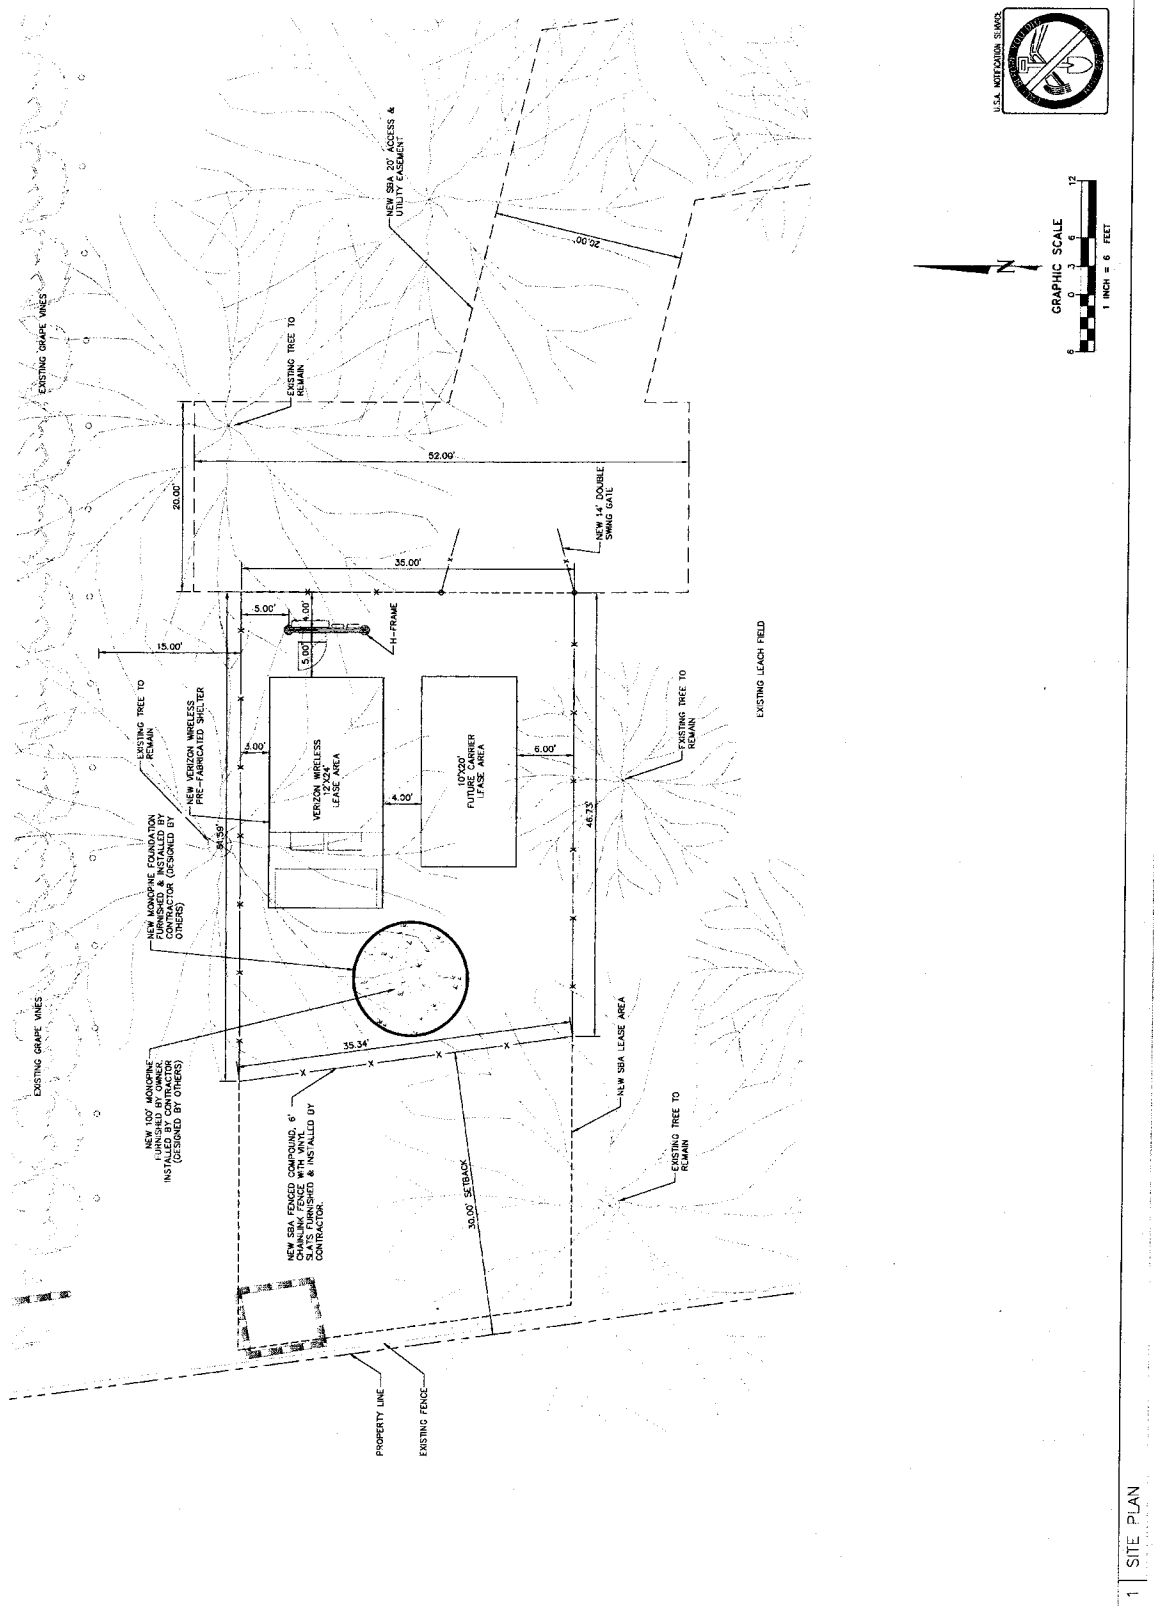 EXISTING GRAPE VINES
EXISTING GRAPE VINES
NEW MONOPINE FOUNDATION
FURNISHED & INSTALLED BY
CONTRACTOR (DESIGNED BY
OTHERS)
EXISTING TREE TO
REMAIN
NEW VERIZON WIRELESS
PRE-FABRICATED SHELTER
NEW 100' MONOPINE
FURNISHED BY OWNER,
INSTALLED BY CONTRACTOR
(DESIGNED BY OTHERS)
NEW SBA FENCED COMPOUND, 6'
CHAINLINK FENCE WITH VINYL
SLATS FURNISHED & INSTALLED BY
CONTRACTOR.
15.00'
20.00'
EXISTING TREE TO
REMAIN
NEW SBA 20' ACCESS &
UTILITY EASEMENT
51.59'
3.00'
5.00'
4.00'
5.00'
VERIZON WIRELESS
12'X24'
LEASE AREA
H-FRAME
35.00'
52.09'
20.00'
35.34'
4.00'
10'X20'
FUTURE CARRIER
LEASE AREA
6.00'
46.73'
NEW 14' DOUBLE
SWING GATE
PROPERTY LINE
EXISTING FENCE
30.00' SETBACK
NEW SBA LEASE AREA
EXISTING TREE TO
REMAIN
EXISTING TREE TO
REMAIN
EXISTING LEACH FIELD
N
GRAPHIC SCALE
6 0 3 6 12
1 INCH = 6 FEET
U.S.A. NOTIFICATION SERVICE
1 SITE PLAN